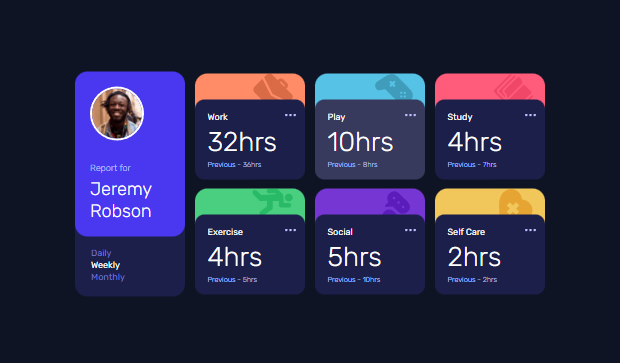 Report for
Jeremy
Robson
Daily
Weekly
Monthly
Work
32hrs
Previous - 36hrs
Play
10hrs
Previous - 8hrs
Study
4hrs
Previous - 7hrs
Exercise
4hrs
Previous - 5hrs
Social
5hrs
Previous - 10hrs
Self Care
2hrs
Previous - 2hrs